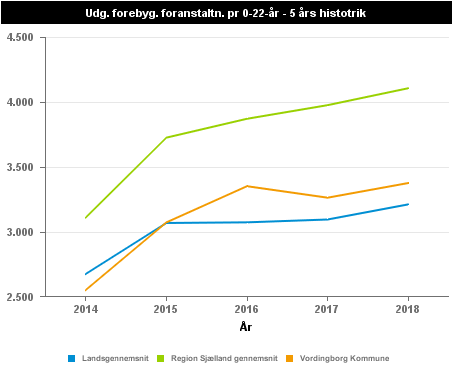 Udg. forebyg. foranstaltn. pr 0-22-år - 5 års histotrik
4.500
4.000
3.500
3.000
2.500
2014 2015 2016 2017 2018
År
Landsgennemsnit Region Sjælland gennemsnit Vordingborg Kommune